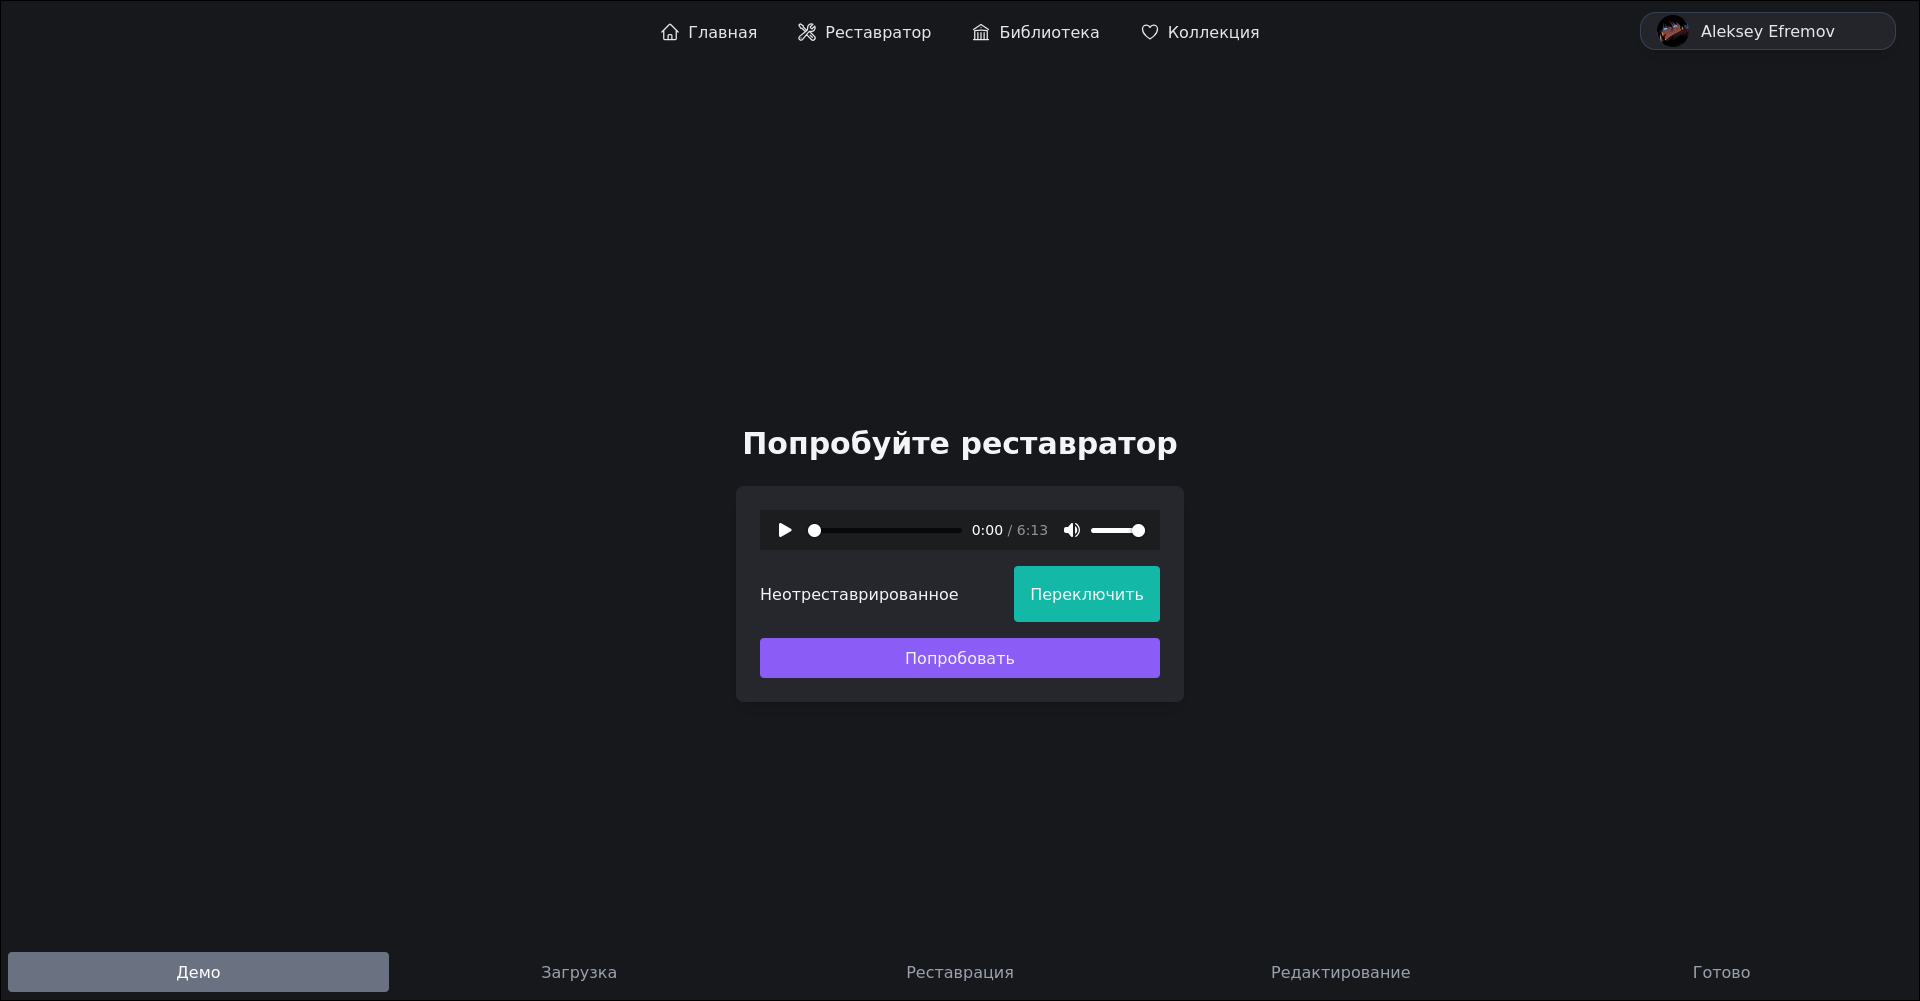 Главная
Реставратор
Библиотека
Коллекция
Aleksey Efremov
Попробуйте реставратор
0:00 / 6:13
Неотреставрированное
Переключить
Попробовать
Демо
Загрузка
Реставрация
Редактирование
Готово